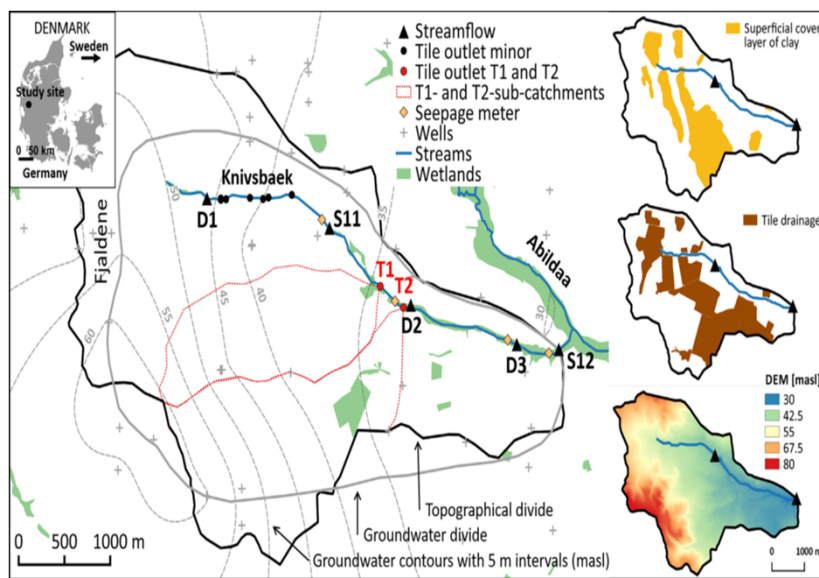 DENMARK
Sweden
Study site
0 50 km
Germany
Streamflow
Tile outlet minor
Tile outlet T1 and T2
T1- and T2-sub-catchments
Seepage meter
Wells
Streams
Wetlands
Knivsbaek
Fjaldene
Abildaa
D1
S11
T1
T2
D2
D3
S12
50
35
60
55
45
40
30
Topographical divide
Groundwater divide
Groundwater contours with 5 m intervals (masl)
0 500 1000 m
Superficial cover
layer of clay
Tile drainage
DEM [masl]
30
42.5
55
67.5
80
0 1000 m